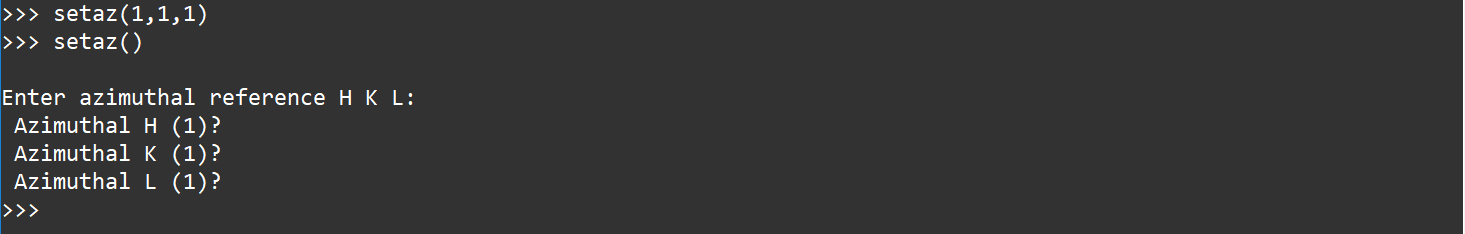 >>> setaz(1,1,1)
>>> setaz()
Enter azimuthal reference H K L:
Azimuthal H (1)?
Azimuthal K (1)?
Azimuthal L (1)?
>>>